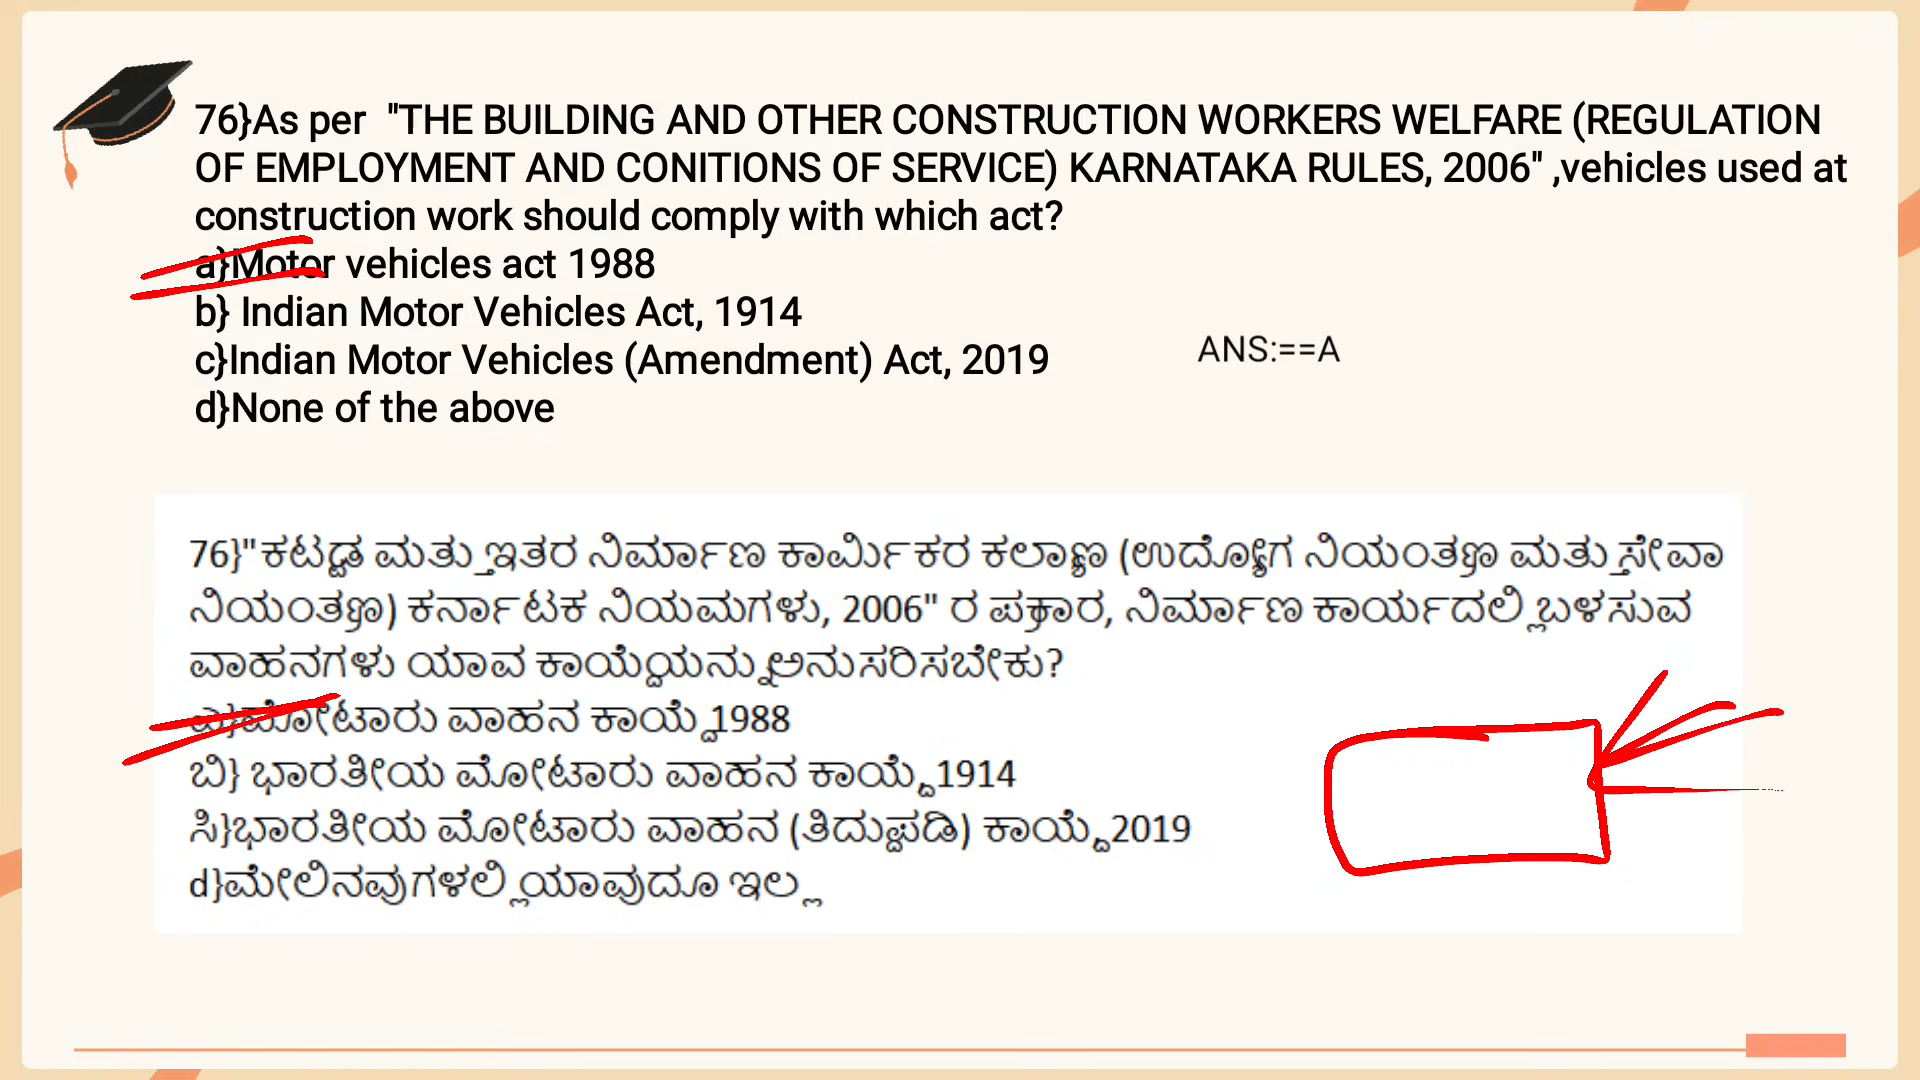 76}As per "THE BUILDING AND OTHER CONSTRUCTION WORKERS WELFARE (REGULATION
OF EMPLOYMENT AND CONITIONS OF SERVICE) KARNATAKA RULES, 2006" ,vehicles used at
construction work should comply with which act?
a}Motor vehicles act 1988
b} Indian Motor Vehicles Act, 1914
c}Indian Motor Vehicles (Amendment) Act, 2019
d}None of the above
ANS:==A
76}"ಕಟ್ಟಡ ಮತ್ತು ಇತರ ನಿರ್ಮಾಣ ಕಾರ್ಮಿಕರ ಕಲ್ಯಾಣ (ಉದ್ಯೋಗ ನಿಯಂತ್ರಣ ಮತ್ತು ಸೇವಾ
ನಿಯಂತ್ರಣ) ಕರ್ನಾಟಕ ನಿಯಮಗಳು, 2006" ರ ಪ್ರಕಾರ, ನಿರ್ಮಾಣ ಕಾರ್ಯದಲ್ಲಿ ಬಳಸುವ
ವಾಹನಗಳು ಯಾವ ಕಾಯ್ದೆಯನ್ನು ಅನುಸರಿಸಬೇಕು?
ಎ}ಮೋಟಾರು ವಾಹನ ಕಾಯ್ದೆ 1988
ಬಿ} ಭಾರತೀಯ ಮೋಟಾರು ವಾಹನ ಕಾಯ್ದೆ, 1914
ಸಿ}ಭಾರತೀಯ ಮೋಟಾರು ವಾಹನ (ತಿದ್ದುಪಡಿ) ಕಾಯ್ದೆ, 2019
d}ಮೇಲಿನವುಗಳಲ್ಲಿ ಯಾವುದೂ ಇಲ್ಲ